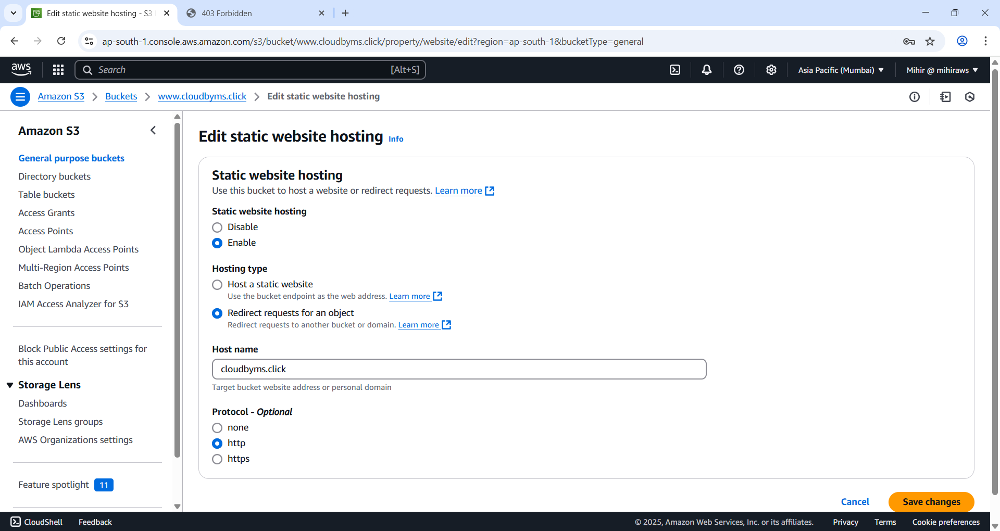 Edit static website hosting - S3
403 Forbidden
ap-south-1.console.aws.amazon.com/s3/bucket/www.cloudbyms.click/property/website/edit?region=ap-south-1&bucketType=general
aws
Search
[Alt+S]
Asia Pacific (Mumbai)
Mihir @ mihiraws
Amazon S3
Buckets
www.cloudbyms.click
Edit static website hosting
Amazon S3
General purpose buckets
Directory buckets
Table buckets
Access Grants
Access Points
Object Lambda Access Points
Multi-Region Access Points
Batch Operations
IAM Access Analyzer for S3
Block Public Access settings for
this account
Storage Lens
Dashboards
Storage Lens groups
AWS Organizations settings
Feature spotlight 11
Edit static website hosting Info
Static website hosting
Use this bucket to host a website or redirect requests. Learn more
Static website hosting
Disable
Enable
Hosting type
Host a static website
Use the bucket endpoint as the web address. Learn more
Redirect requests for an object
Redirect requests to another bucket or domain. Learn more
Host name
cloudbyms.click
Target bucket website address or personal domain
Protocol - Optional
none
http
https
Cancel
Save changes
CloudShell
Feedback
© 2025, Amazon Web Services, Inc. or its affiliates.
Privacy
Terms
Cookie preferences